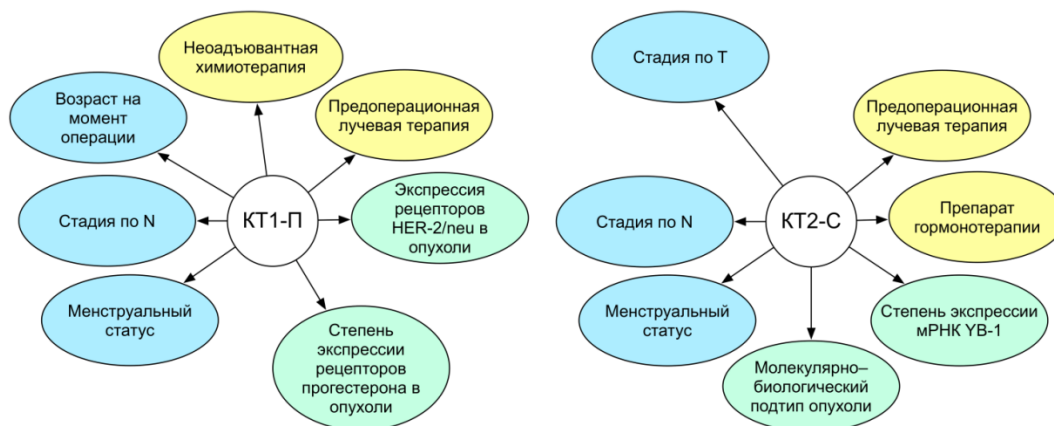 Неоадъювантная
химиотерапия
Возраст на
момент
операции
Предоперационная
лучевая терапия
Стадия по N
КТ1-П
Экспрессия
рецепторов
HER-2/neu в
опухоли
Менструальный
статус
Степень
экспрессии
рецепторов
прогестерона в
опухоли
Стадия по T
Предоперационная
лучевая терапия
Стадия по N
КТ2-С
Препарат
гормонотерапии
Менструальный
статус
Степень экспрессии
мРНК YB-1
Молекулярно–
биологический
подтип опухоли